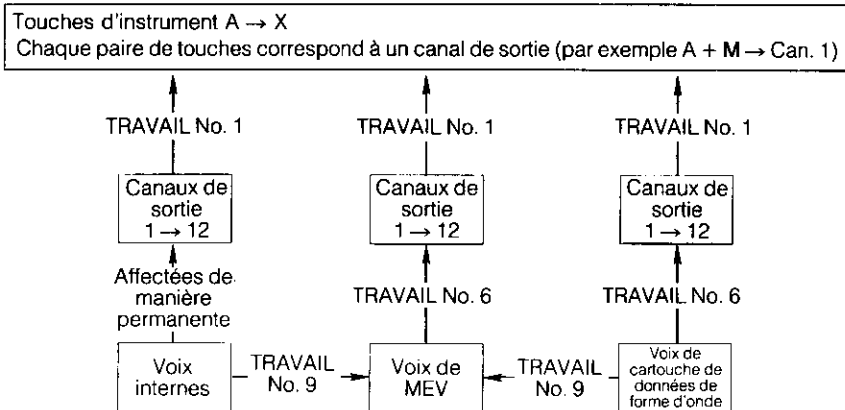 Touches d'instrument A → X
Chaque paire de touches correspond à un canal de sortie (par exemple A + M → Can. 1)
TRAVAIL No. 1
TRAVAIL No. 1
TRAVAIL No. 1
Canaux de
sortie
1 → 12
Canaux de
sortie
1 → 12
Canaux de
sortie
1 → 12
Affectées de
manière
permanente
TRAVAIL No. 6
TRAVAIL No. 6
Voix
internes
TRAVAIL
No. 9
Voix de
MEV
TRAVAIL
No. 9
Voix de
cartouche de
données de
forme d'onde